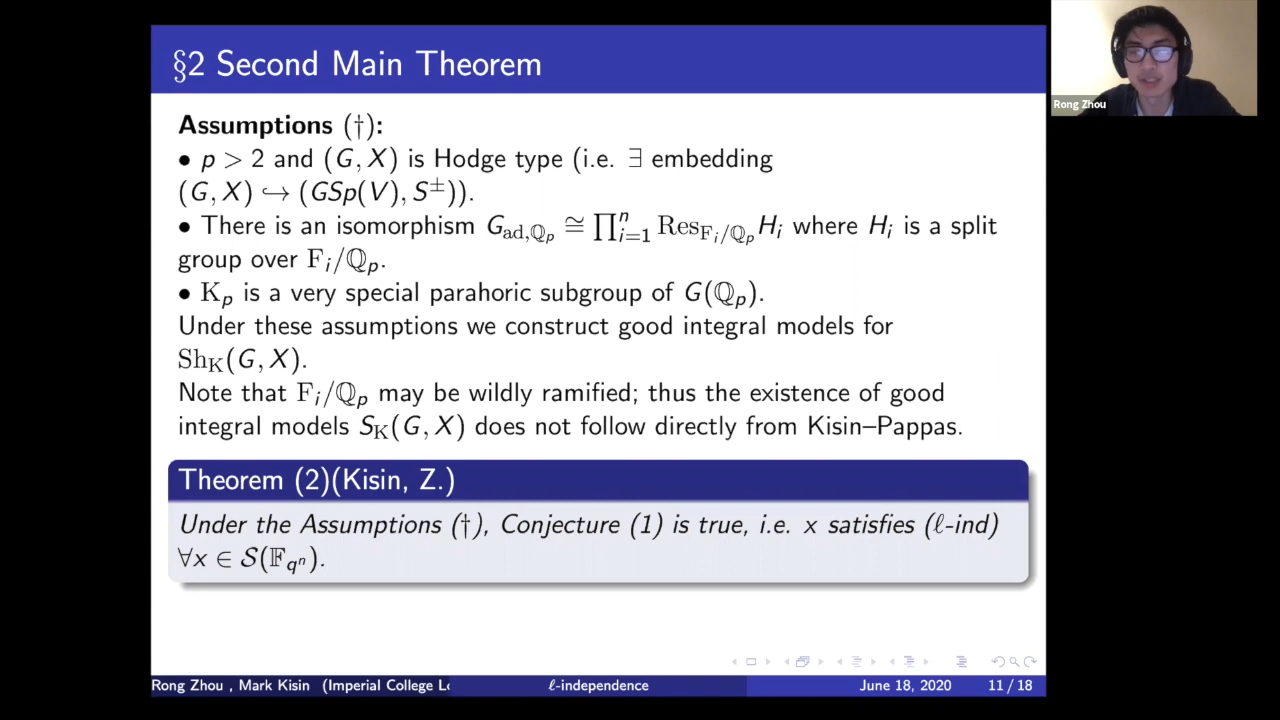 §2 Second Main Theorem
Rong Zhou
Assumptions (†):
• p > 2 and (G, X) is Hodge type (i.e. ∃ embedding
(G, X) ↪ (GSp(V), S^±)).
• There is an isomorphism G_{ad,ℚ_p} ≅ ∏_{i=1}^n Res_{F_i/ℚ_p} H_i where H_i is a split
group over F_i/ℚ_p.
• K_p is a very special parahoric subgroup of G(ℚ_p).
Under these assumptions we construct good integral models for
Sh_K(G, X).
Note that F_i/ℚ_p may be wildly ramified; thus the existence of good
integral models S_K(G, X) does not follow directly from Kisin–Pappas.
Theorem (2)(Kisin, Z.)
Under the Assumptions (†), Conjecture (1) is true, i.e. x satisfies (ℓ-ind)
∀x ∈ 𝒮(𝔽_{q^n}).
Rong Zhou , Mark Kisin (Imperial College Lo
ℓ-independence
June 18, 2020
11 / 18